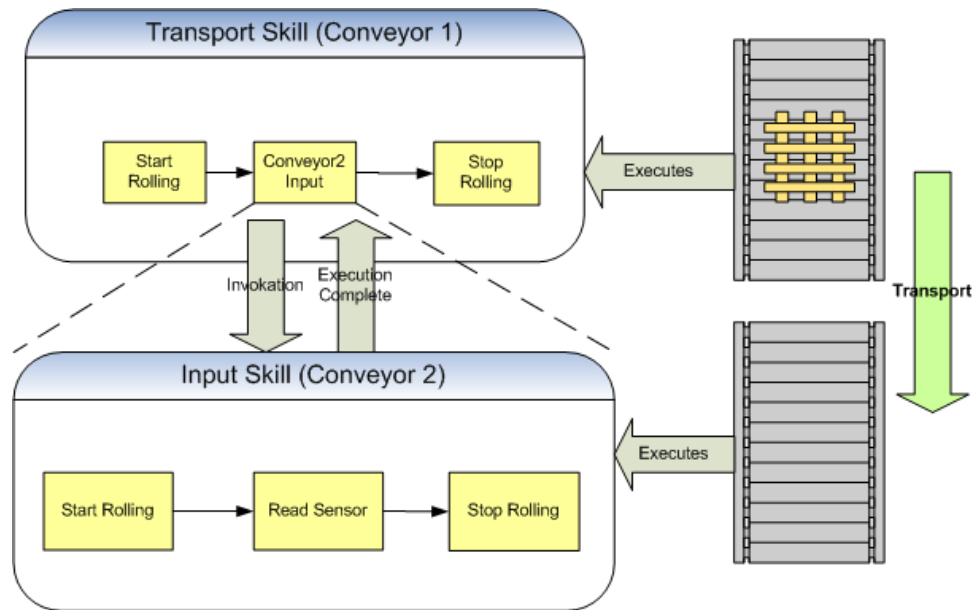 Transport Skill (Conveyor 1)
Start
Rolling
Conveyor2
Input
Stop
Rolling
Executes
Invokation
Execution
Complete
Transport
Input Skill (Conveyor 2)
Executes
Start Rolling
Read Sensor
Stop Rolling